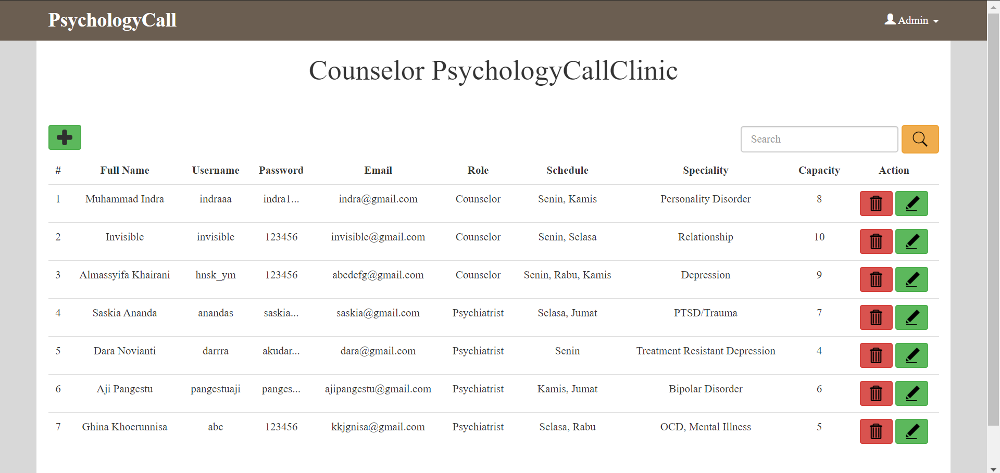 PsychologyCall Admin
Counselor PsychologyCallClinic
Search
# Full Name Username Password Email Role Schedule Speciality Capacity Action
1 Muhammad Indra indraaa indra1... indra@gmail.com Counselor Senin, Kamis Personality Disorder 8
2 Invisible invisible 123456 invisible@gmail.com Counselor Senin, Selasa Relationship 10
3 Almassyifa Khairani hnsk_ym 123456 abcdefg@gmail.com Counselor Senin, Rabu, Kamis Depression 9
4 Saskia Ananda anandas saskia... saskia@gmail.com Psychiatrist Selasa, Jumat PTSD/Trauma 7
5 Dara Novianti darrra akudar... dara@gmail.com Psychiatrist Senin Treatment Resistant Depression 4
6 Aji Pangestu pangestuaji panges... ajipangestu@gmail.com Psychiatrist Kamis, Jumat Bipolar Disorder 6
7 Ghina Khoerunnisa abc 123456 kkjgnisa@gmail.com Psychiatrist Selasa, Rabu OCD, Mental Illness 5